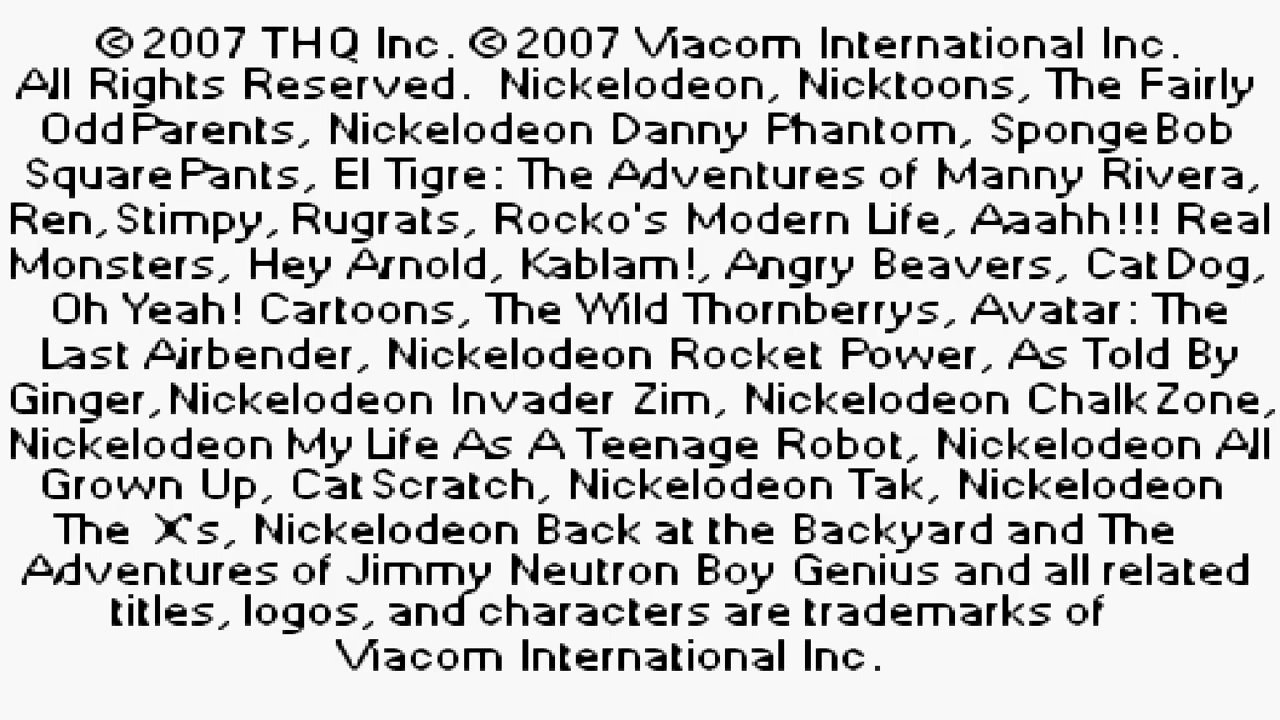 ©2007 THQ Inc. ©2007 Viacom International Inc.
All Rights Reserved. Nickelodeon, Nicktoons, The Fairly
OddParents, Nickelodeon Danny Phantom, SpongeBob
SquarePants, El Tigre: The Adventures of Manny Rivera,
Ren, Stimpy, Rugrats, Rocko's Modern Life, Aaahh!!! Real
Monsters, Hey Arnold, Kablam!, Angry Beavers, CatDog,
Oh Yeah! Cartoons, The Wild Thornberrys, Avatar: The
Last Airbender, Nickelodeon Rocket Power, As Told By
Ginger, Nickelodeon Invader Zim, Nickelodeon ChalkZone,
Nickelodeon My Life As A Teenage Robot, Nickelodeon All
Grown Up, CatScratch, Nickelodeon Tak, Nickelodeon
The X's, Nickelodeon Back at the Backyard and The
Adventures of Jimmy Neutron Boy Genius and all related
titles, logos, and characters are trademarks of
Viacom International Inc.